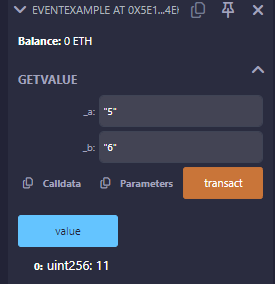 EVENTEXAMPLE AT 0X5E1...4E
Balance: 0 ETH
GETVALUE
_a: "5"
_b: "6"
Calldata Parameters transact
value
0: uint256: 11